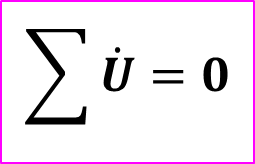 ∑ U̇ = 0